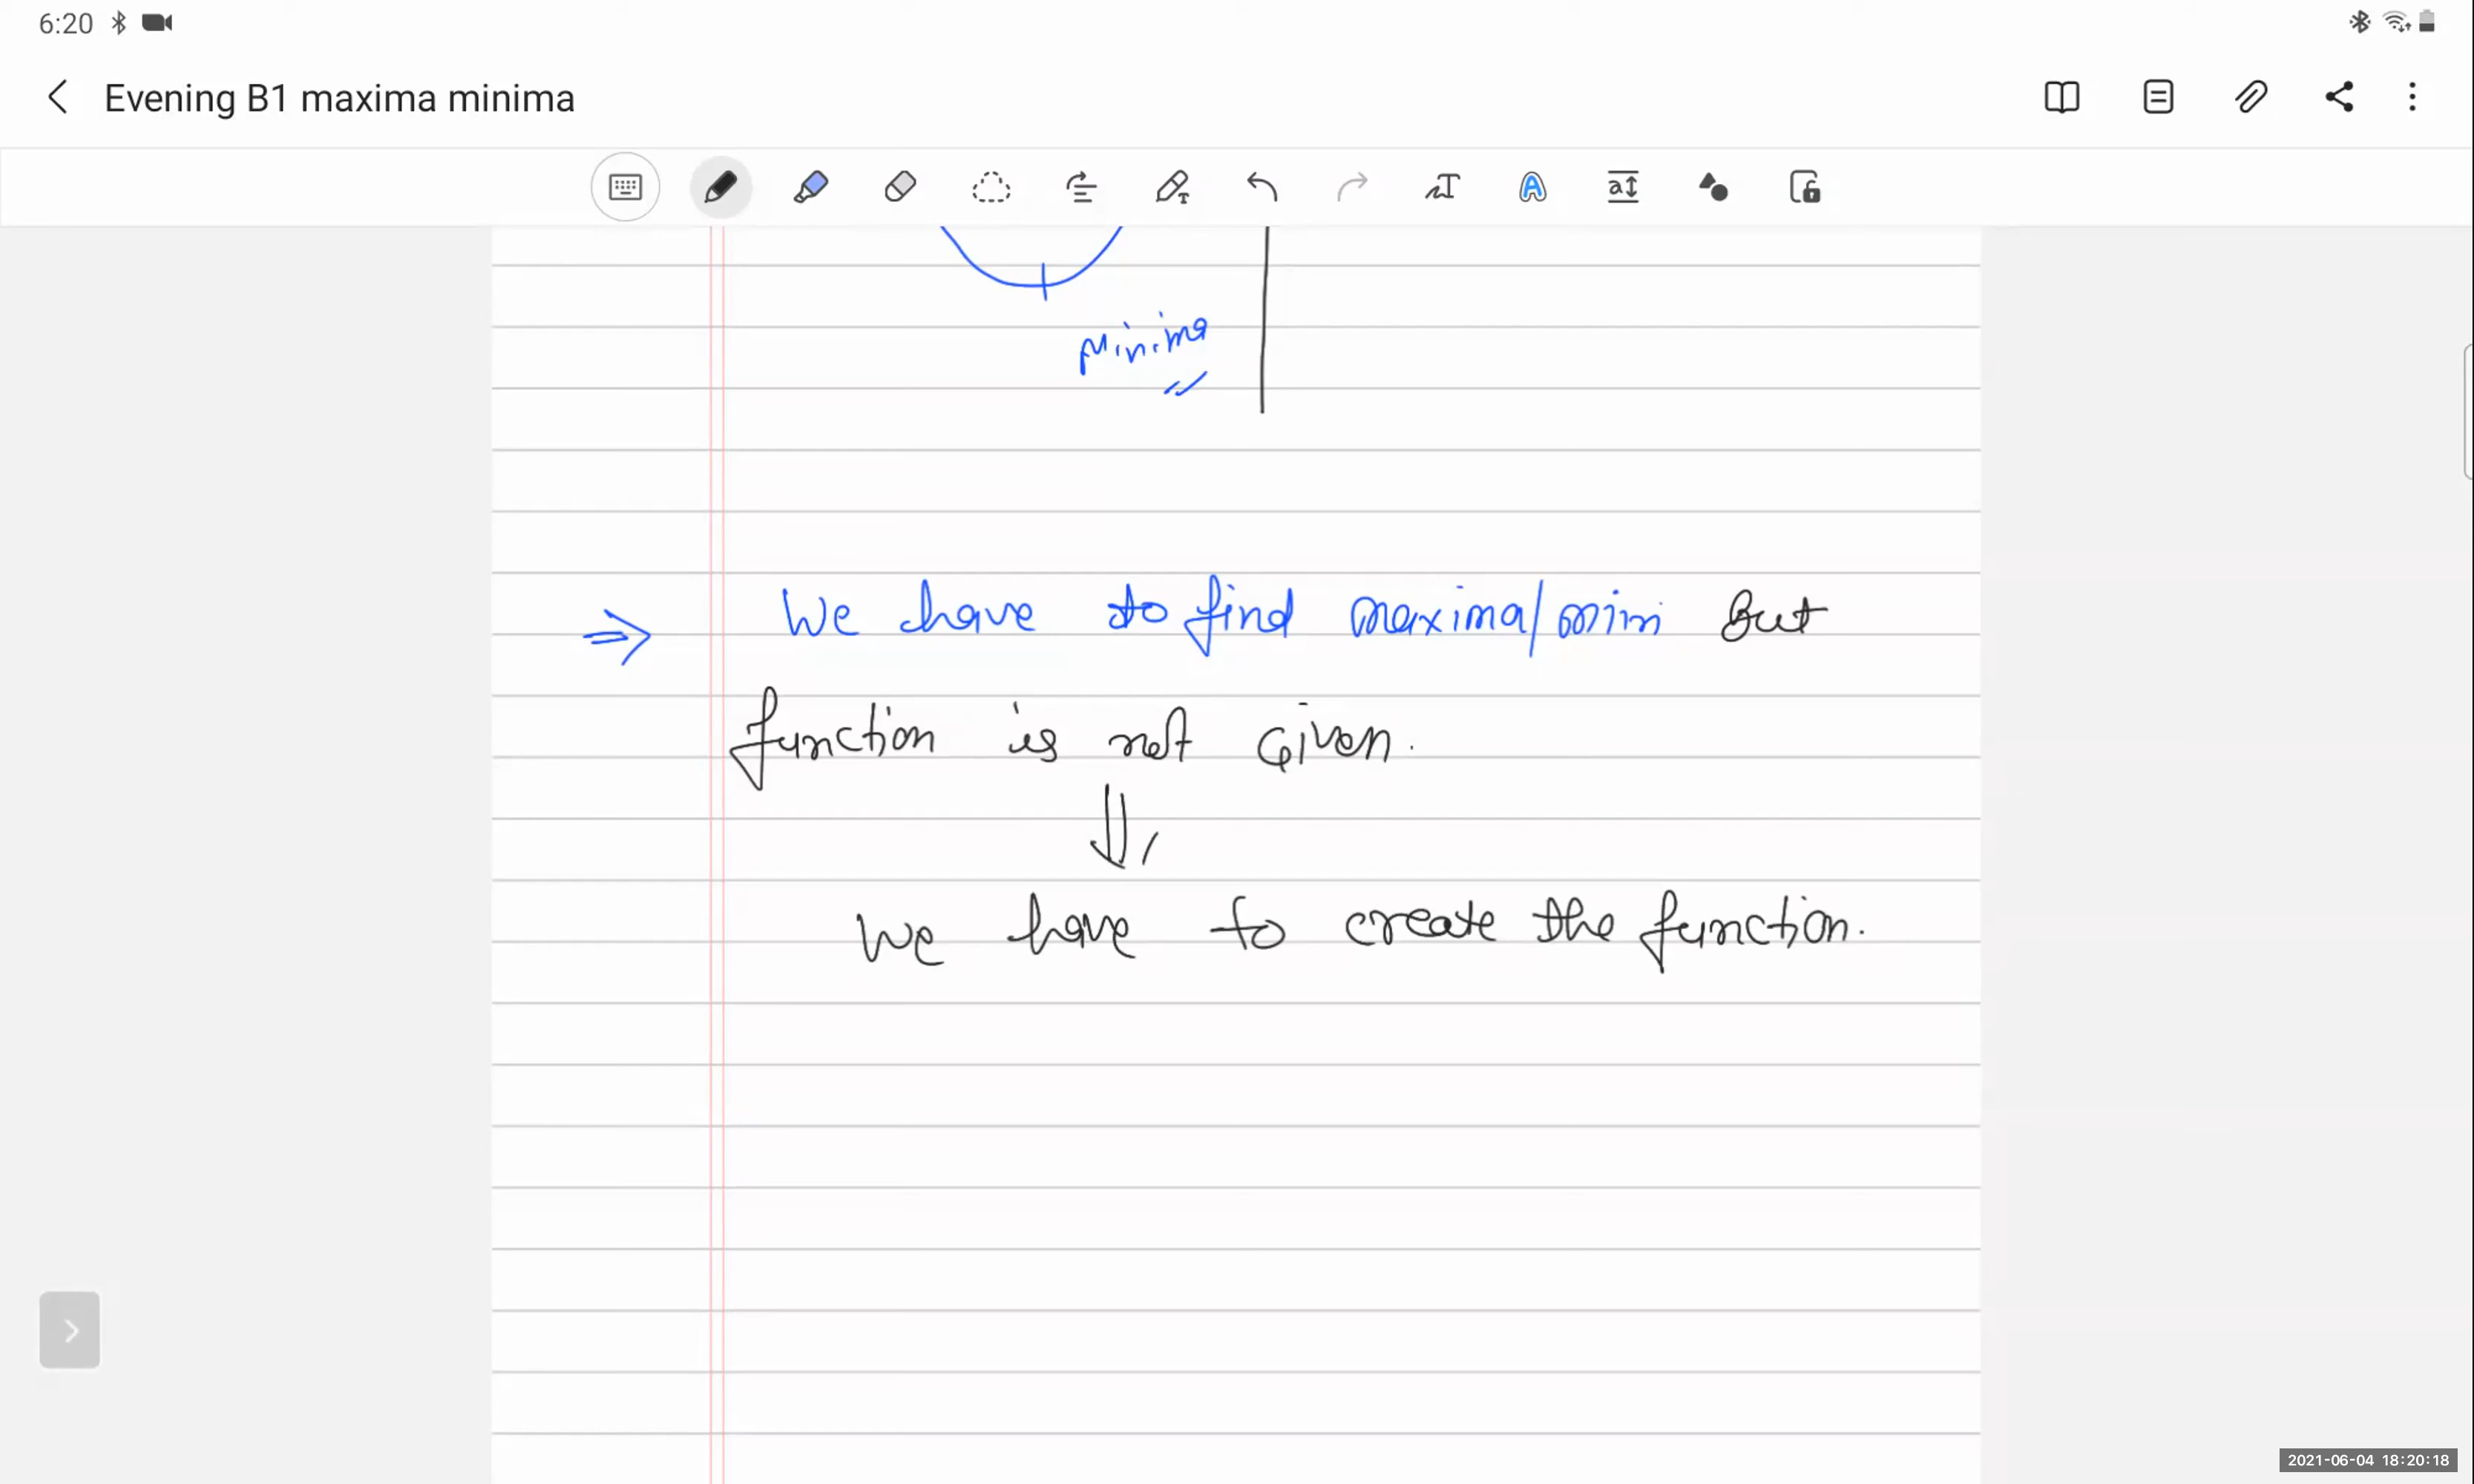 6:20
Evening B1 maxima minima
Minima
⇒ We have to find maxima/mini But
function is not Given.
⇓
We have to create the function.
2021-06-04 18:20:18